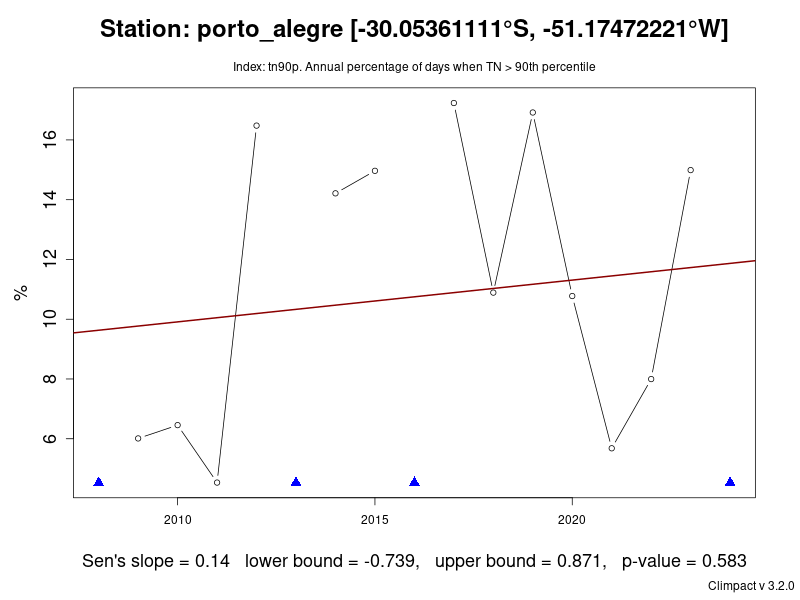 Station: porto_alegre [-30.05361111°S, -51.17472221°W]
Index: tn90p. Annual percentage of days when TN > 90th percentile
16
14
12
10
8
6
%
2010
2015
2020
Sen's slope = 0.14 lower bound = -0.739, upper bound = 0.871, p-value = 0.583
Climpact v 3.2.0